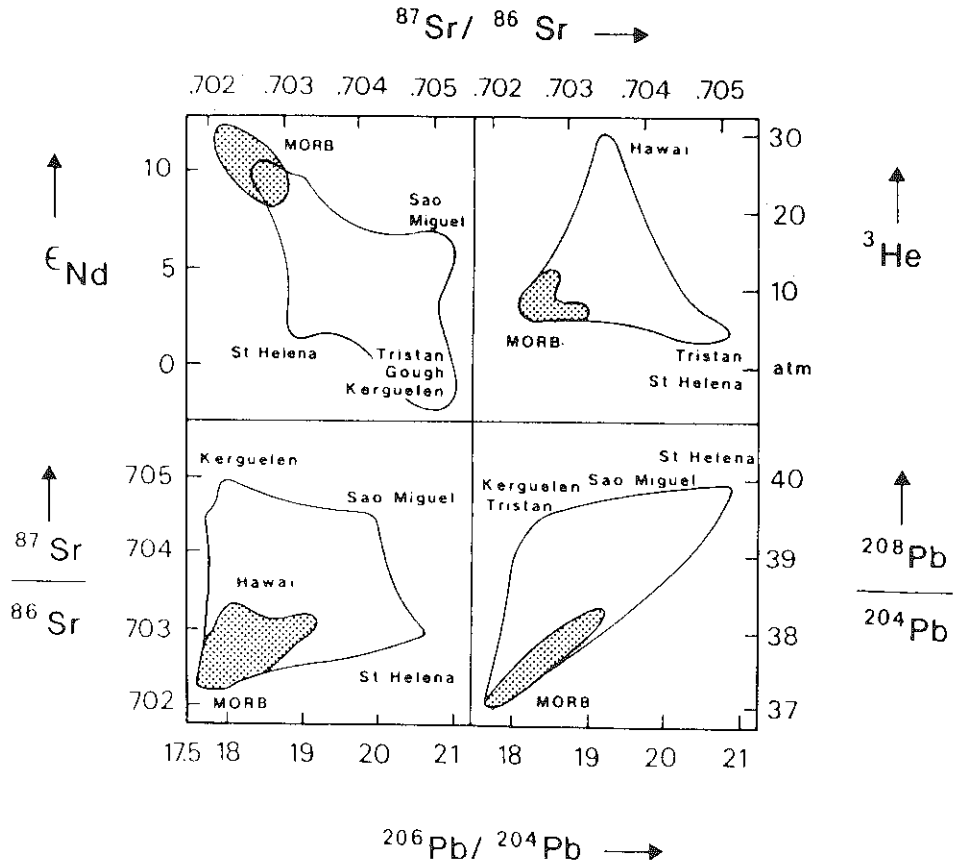 ⁸⁷Sr/ ⁸⁶Sr →
.702 .703 .704 .705 .702 .703 .704 .705
MORB
Sao
Miguel
St Helena
Tristan
Gough
Kerguelen
10
5
0
↑
εNd
Hawai
MORB.
Tristan
St Helena
30
20
10
atm
↑
³He
Kerguelen
Sao Miguel
Hawai
St Helena
MORB
705
704
703
702
↑
⁸⁷Sr
⁸⁶Sr
St Helena
Sao Miguel
Kerguelen
Tristan
MORB
40
39
38
37
↑
²⁰⁸Pb
²⁰⁴Pb
17.5 18 19 20 21 18 19 20 21
²⁰⁶Pb/ ²⁰⁴Pb →